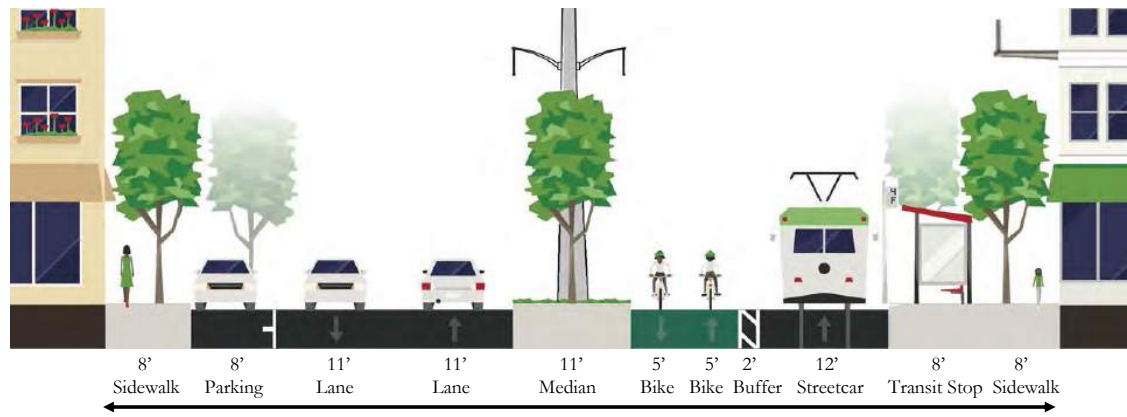 8' 8' 11' 11' 11' 5' 5' 2' 12' 8' 8'
Sidewalk Parking Lane Lane Median Bike Bike Buffer Streetcar Transit Stop Sidewalk